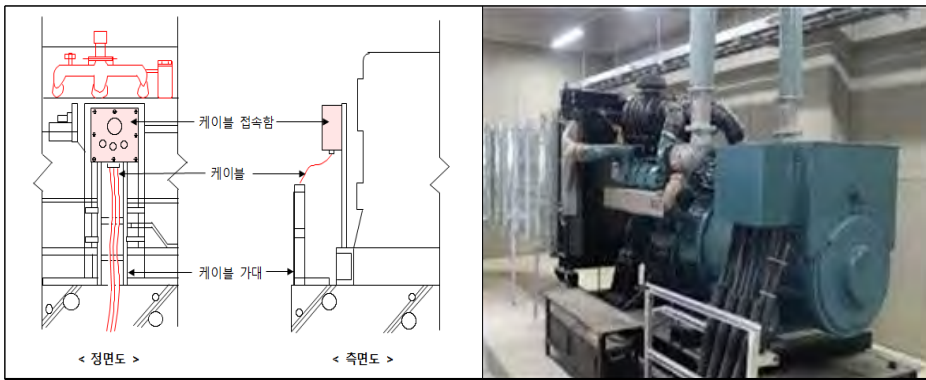 케이블 접속함
케이블
케이블 가대
< 정면도 >
< 측면도 >